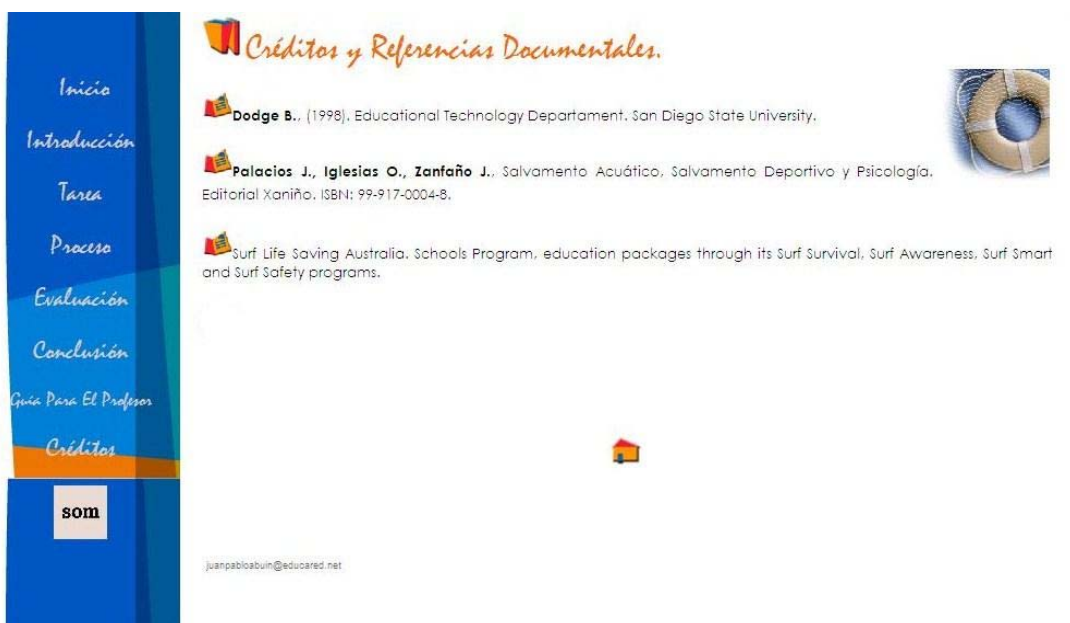 Créditos y Referencias Documentales.
Inicio
Introducción
Tarea
Proceso
Evaluación
Conclusión
Guía Para El Profesor
Créditos
som
Dodge B., (1998). Educational Technology Departament. San Diego State University.
Palacios J., Iglesias O., Zanfaño J., Salvamento Acuático, Salvamento Deportivo y Psicología.
Editorial Xaniño. ISBN: 99-917-0004-8.
Surf Life Saving Australia. Schools Program, education packages through its Surf Survival, Surf Awareness, Surf Smart
and Surf Safety programs.
juanpabloabuin@educared.net